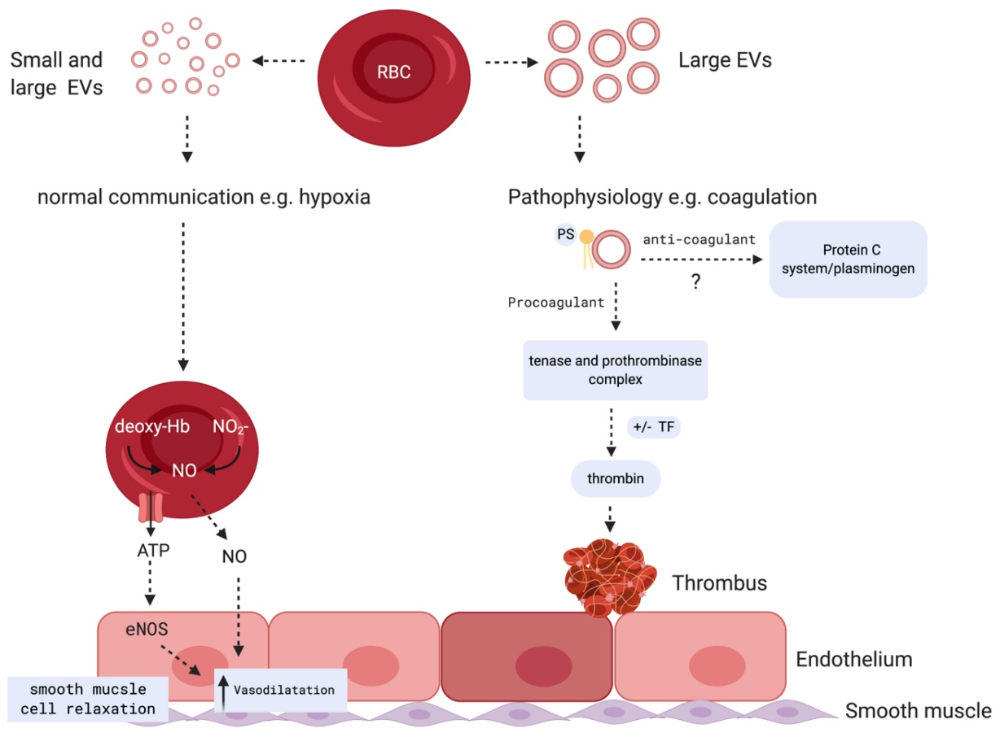 Small and
large EVs
RBC
Large EVs
normal communication e.g. hypoxia
Pathophysiology e.g. coagulation
PS
anti-coagulant
?
Protein C
system/plasminogen
Procoagulant
tenase and prothrombinase
complex
+/- TF
thrombin
Thrombus
deoxy-Hb
NO₂-
NO
ATP
NO
eNOS
smooth mucsle
cell relaxation
Vasodilatation
Endothelium
Smooth muscle